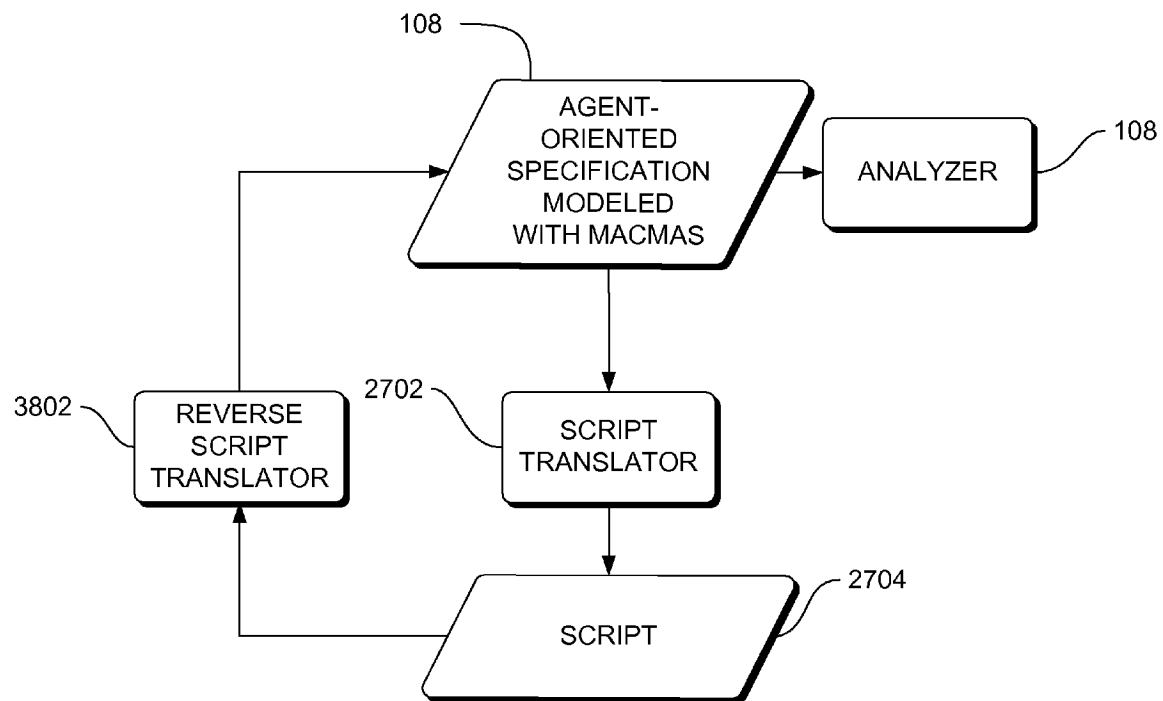 108
AGENT-
ORIENTED
SPECIFICATION
MODELED
WITH MACMAS
ANALYZER
108
3802
REVERSE
SCRIPT
TRANSLATOR
2702
SCRIPT
TRANSLATOR
SCRIPT
2704